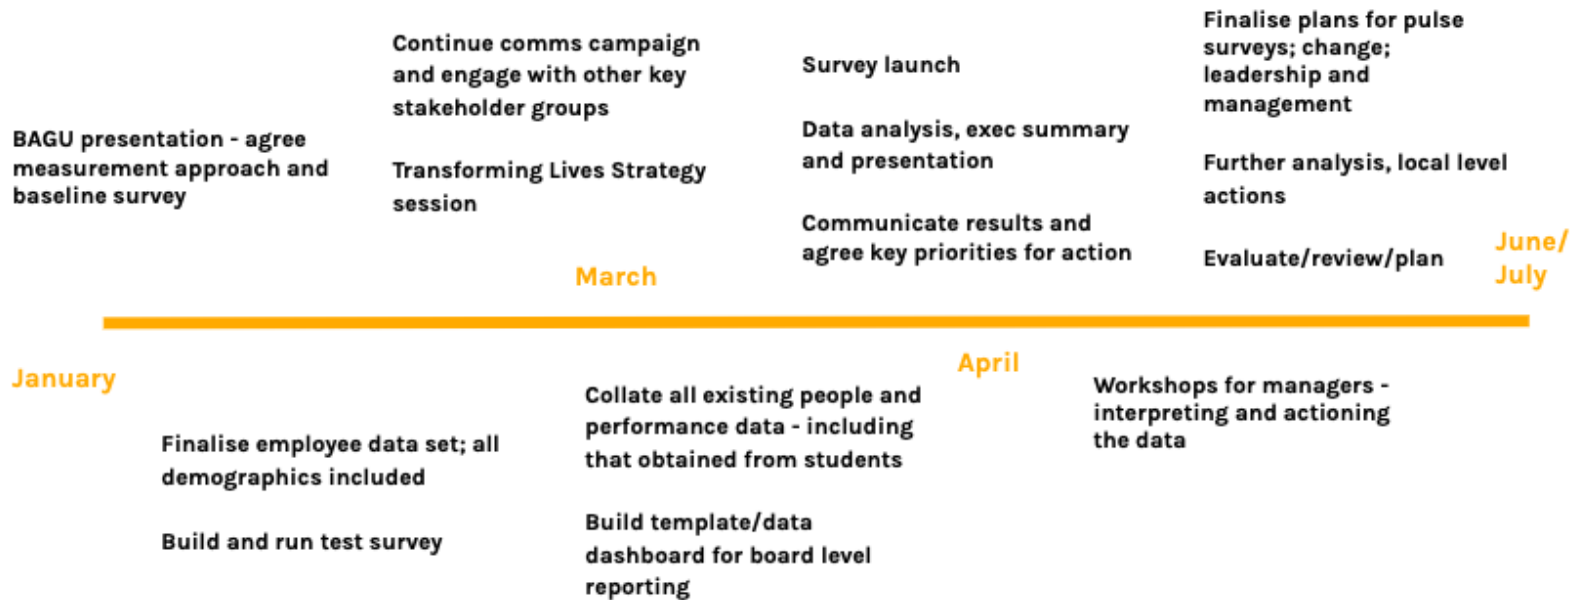 BAGU presentation - agree
measurement approach and
baseline survey
Continue comms campaign
and engage with other key
stakeholder groups
Transforming Lives Strategy
session
March
Survey launch
Data analysis, exec summary
and presentation
Communicate results and
agree key priorities for action
Finalise plans for pulse
surveys; change;
leadership and
management
Further analysis, local level
actions
Evaluate/review/plan
June/
July
January
Finalise employee data set; all
demographics included
Build and run test survey
Collate all existing people and
performance data - including
that obtained from students
Build template/data
dashboard for board level
reporting
April
Workshops for managers -
interpreting and actioning
the data